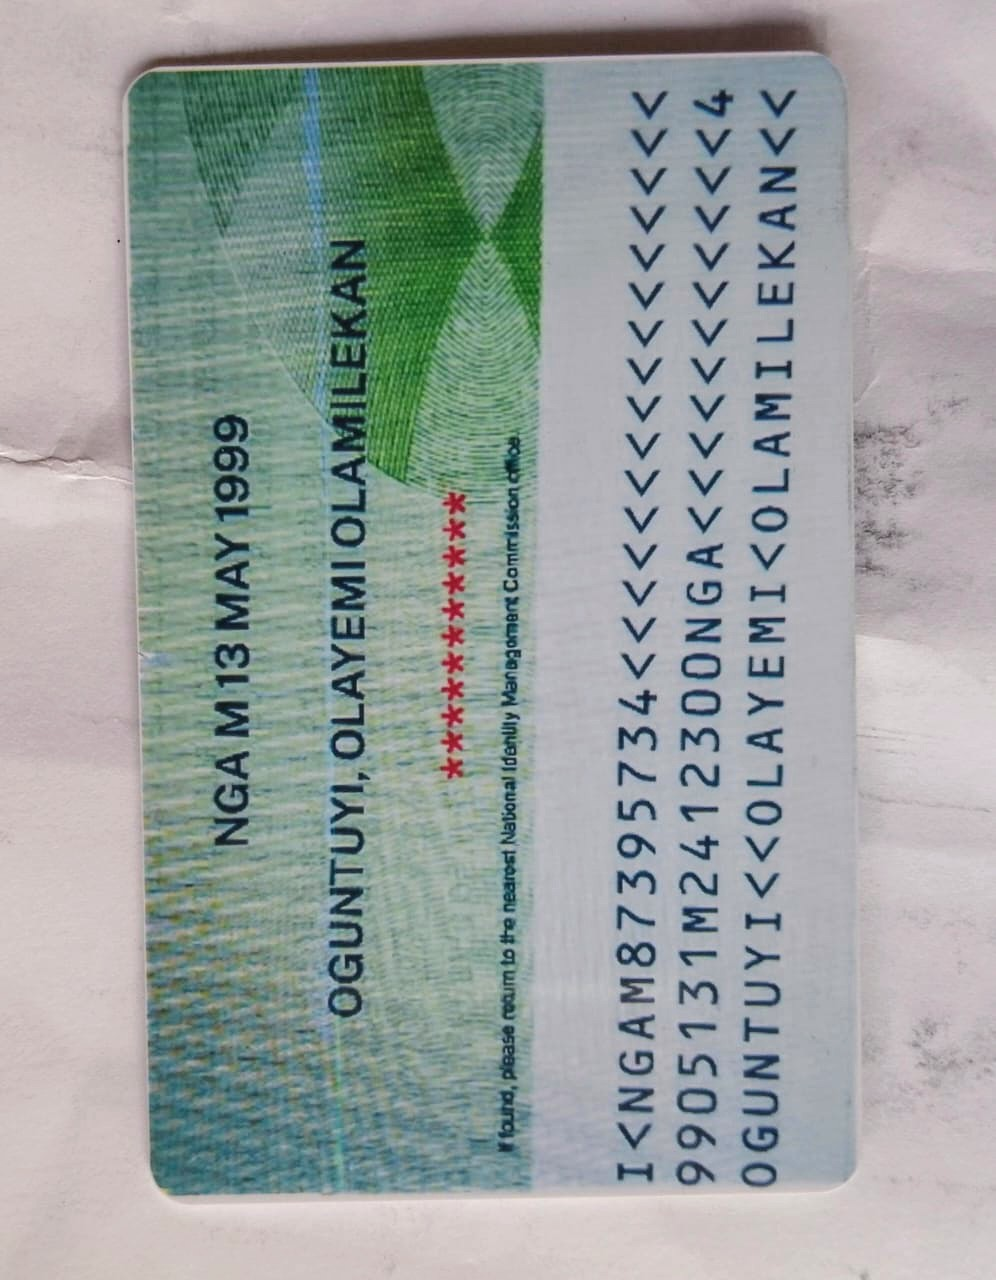 NGA M 13 MAY 1999
OGUNTUYI, OLAYEMI OLAMILEKAN
**********
If found, please return to the nearest National Identity Management Commission office.
I<NGAM87395734<<<<<<<<<<<<<<<<
9905131M2412300NGA<<<<<<<<<<<4
OGUNTUYI<<OLAYEMI<OLAMILEKAN<<